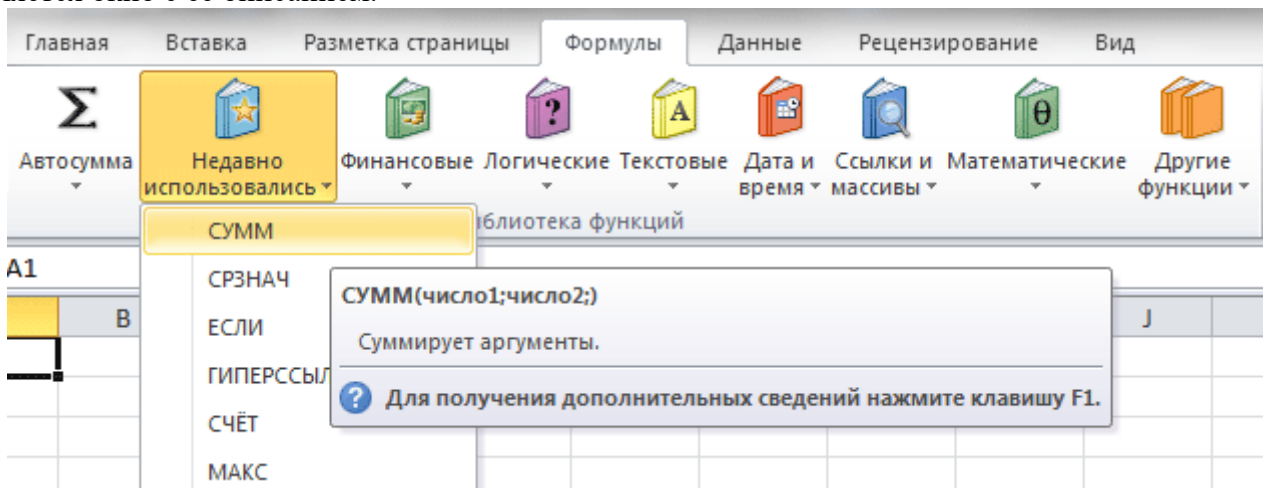 Главная Вставка Разметка страницы Формулы Данные Рецензирование Вид
Автосумма Недавно использовались Финансовые Логические Текстовые Дата и время Ссылки и массивы Математические Другие функции
иблиотека функций
СУММ
A1
СРЗНАЧ
СУММ(число1;число2;)
B J
ЕСЛИ
Суммирует аргументы.
ГИПЕРССЫЛ
Для получения дополнительных сведений нажмите клавишу F1.
СЧЁТ
МАКС